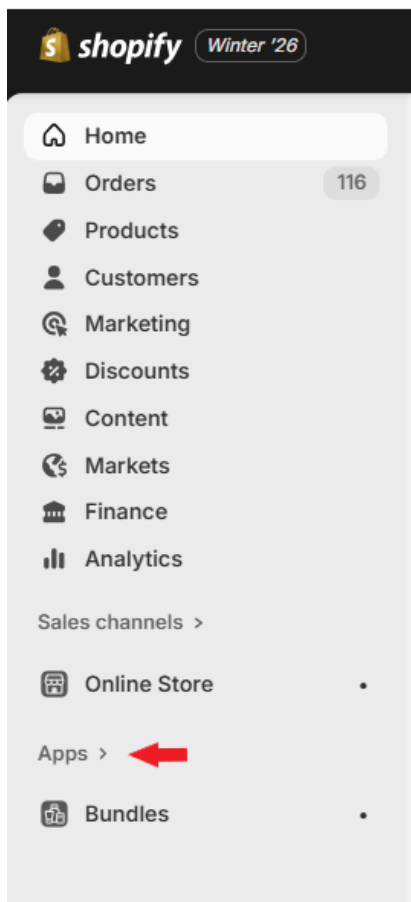 shopify Winter '26
Home
Orders 116
Products
Customers
Marketing
Discounts
Content
Markets
Finance
Analytics
Sales channels >
Online Store
Apps >
Bundles